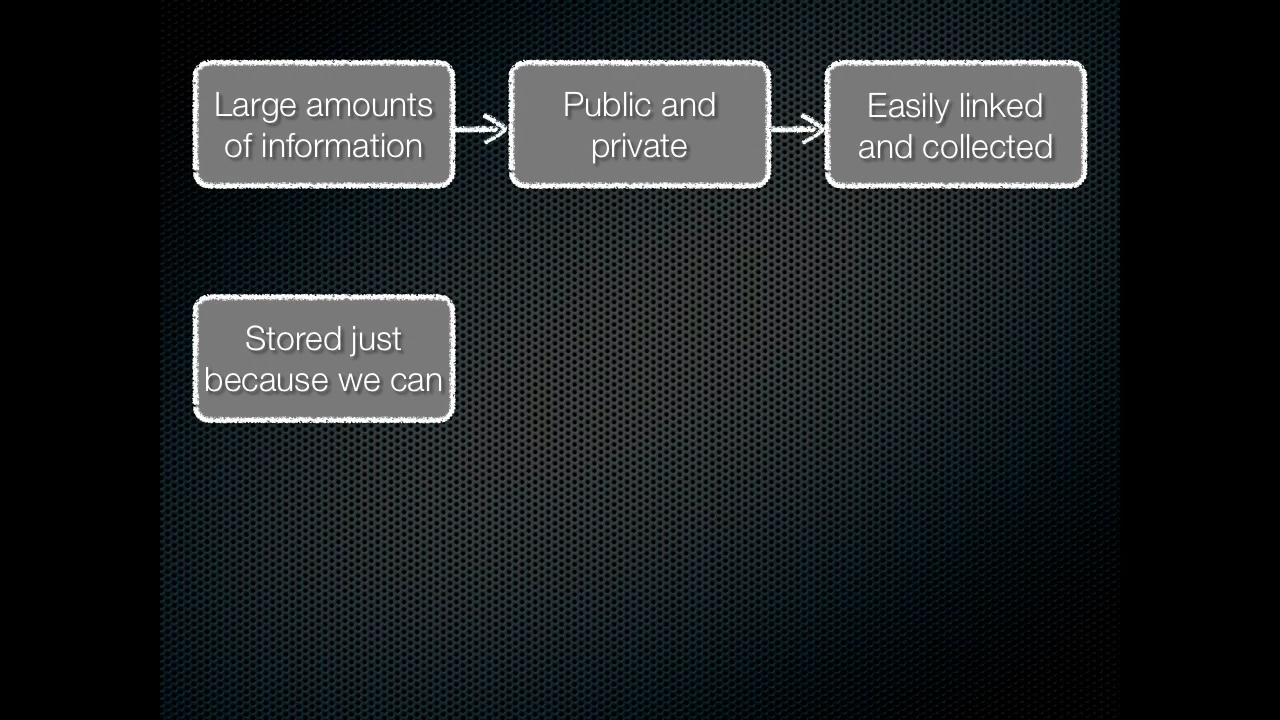 Large amounts
of information
Public and
private
Easily linked
and collected
Stored just
because we can